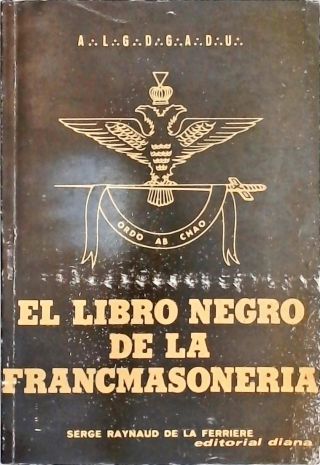 A∴L∴G∴D∴G∴A∴D∴U∴
ORDO AB CHAO
EL LIBRO NEGRO
DE LA
FRANCMASONERIA
SERGE RAYNAUD DE LA FERRIERE
editorial diana